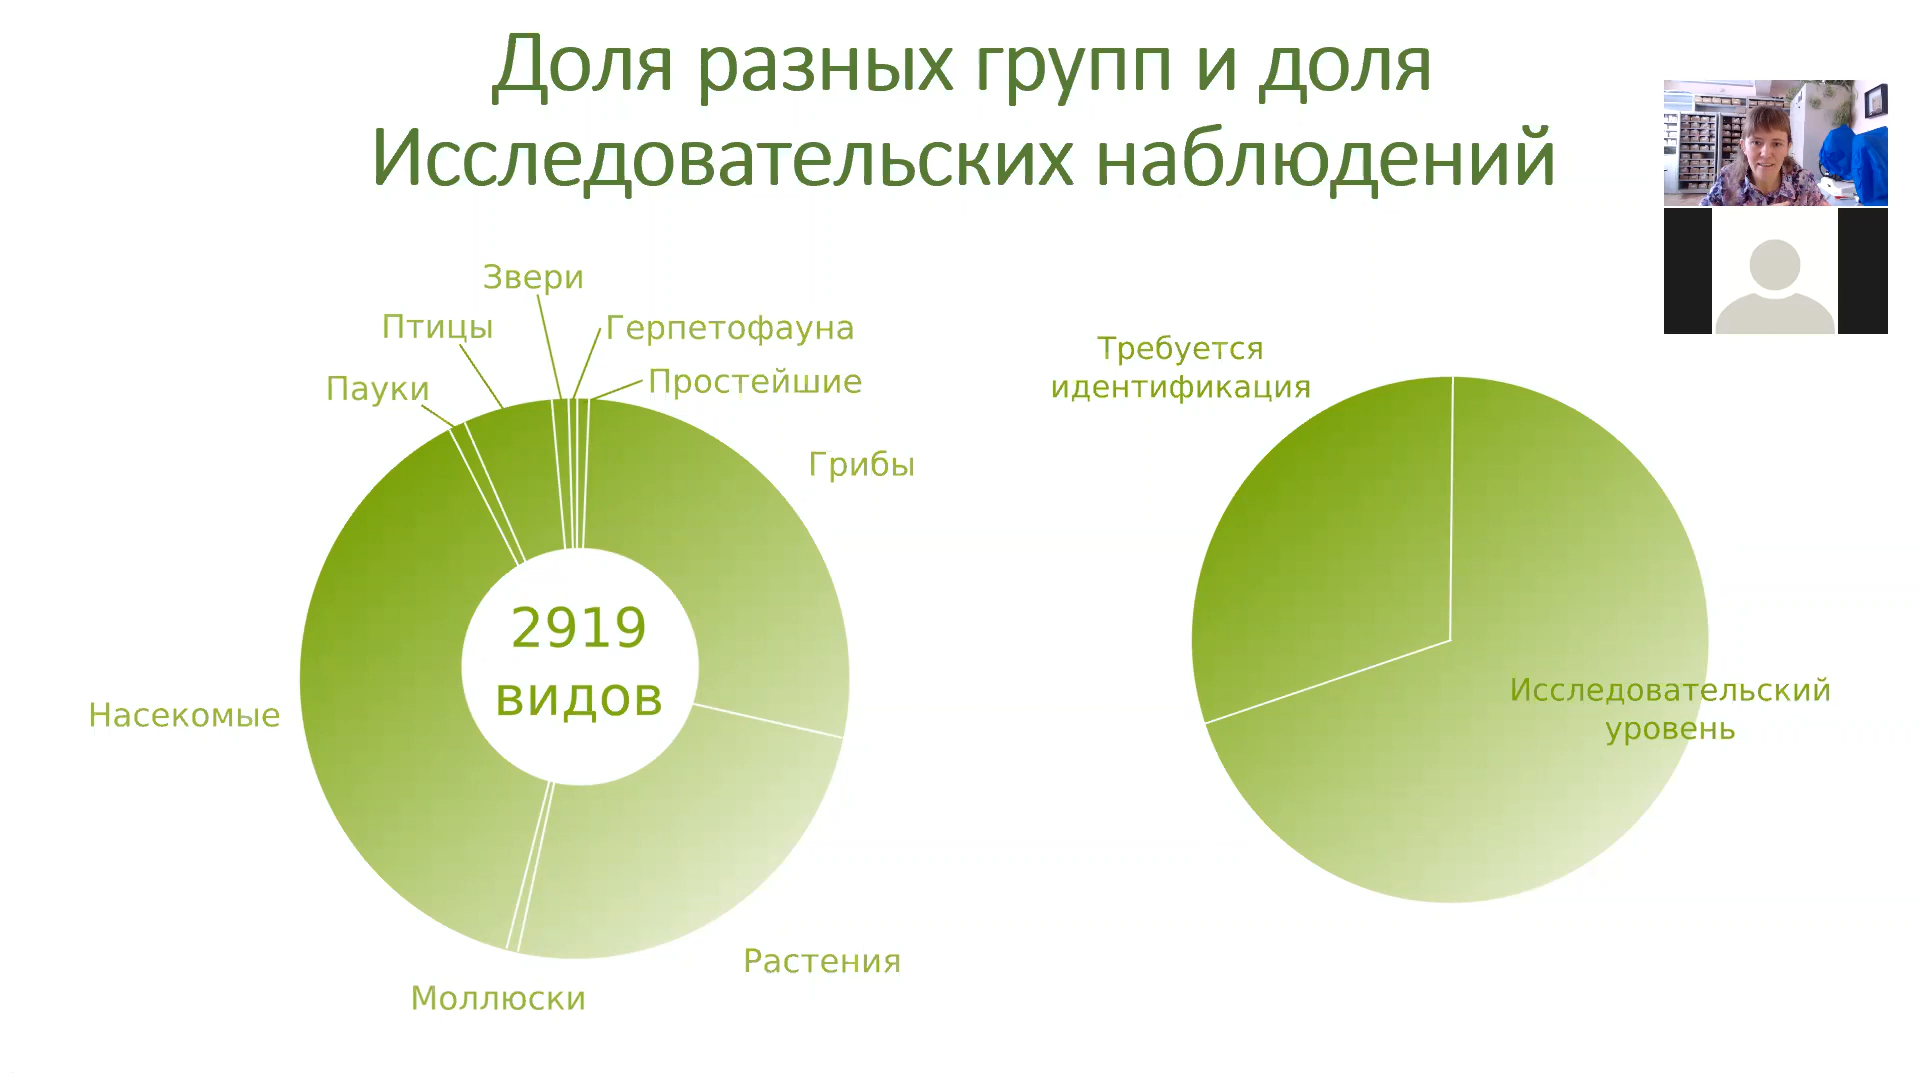 Доля разных групп и доля
Исследовательских наблюдений
Звери
Птицы
Герпетофауна
Пауки
Простейшие
Грибы
2919
видов
Насекомые
Растения
Моллюски
Требуется
идентификация
Исследовательский
уровень